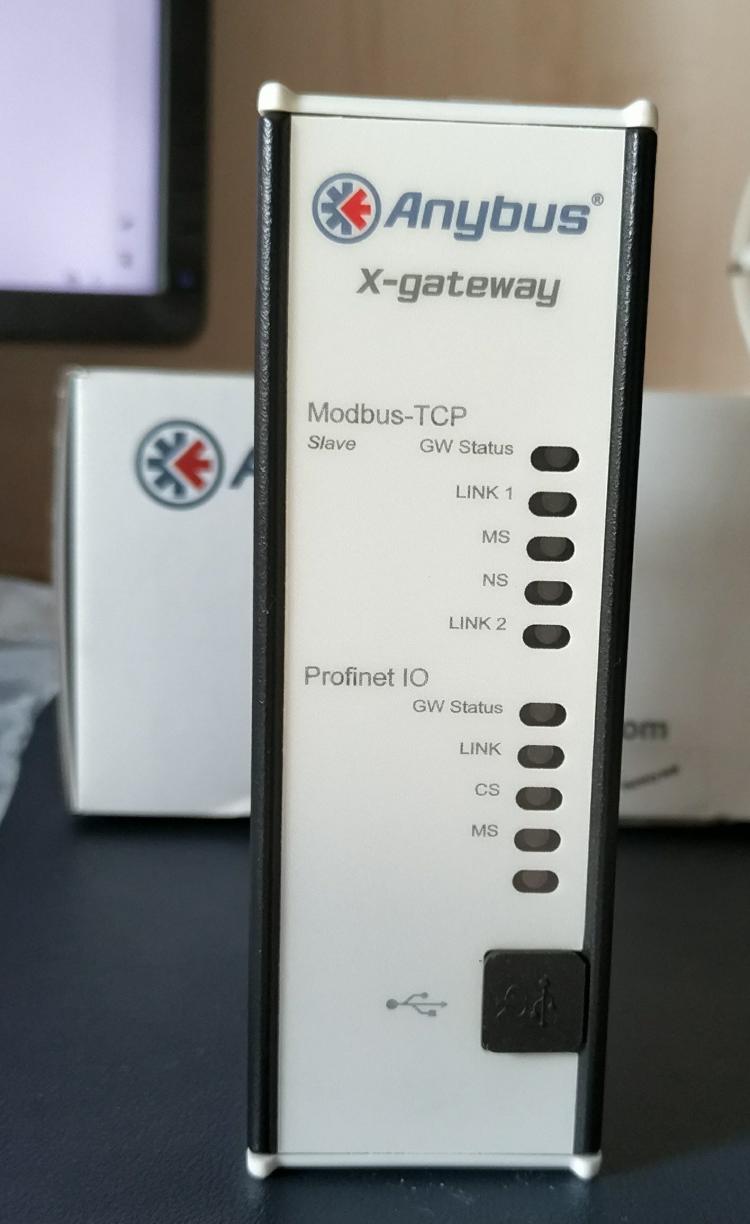 Anybus®
X-gateway
Modbus-TCP
Slave GW Status
LINK 1
MS
NS
LINK 2
Profinet IO
GW Status
LINK
CS
MS
A
om